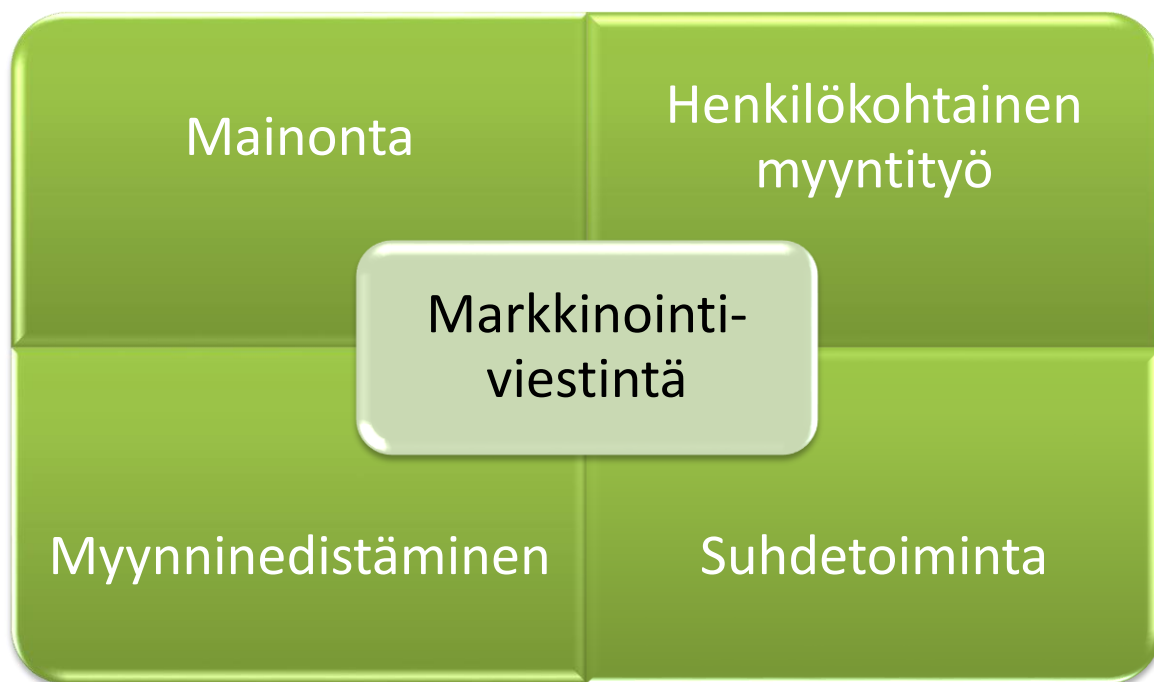 Mainonta
Henkilökohtainen
myyntityö
Markkinointi-
viestintä
Myynninedistäminen
Suhdetoiminta